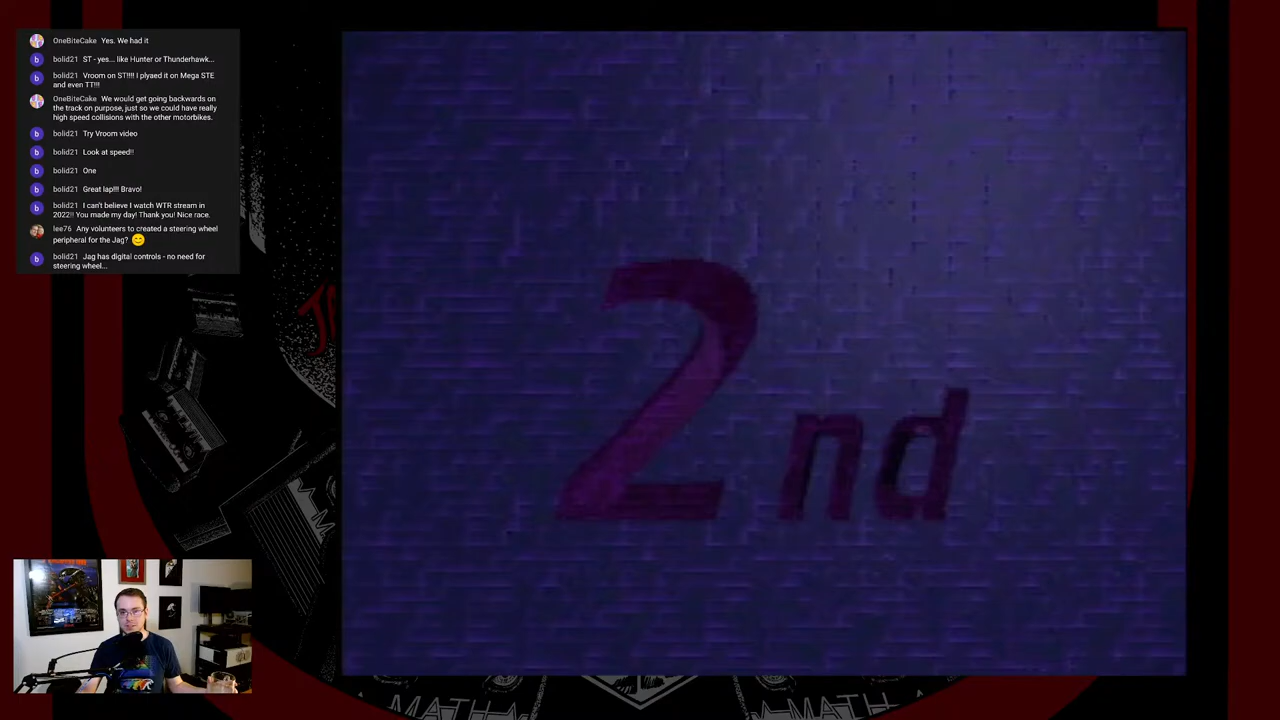 OneBiteCake Yes. We had it
bolid21 ST - yes... like Hunter or Thunderhawk...
bolid21 Vroom on ST!!!! I plyaed it on Mega STE
and even TT!!!
OneBiteCake We would get going backwards on
the track on purpose, just so we could have really
high speed collisions with the other motorbikes.
bolid21 Try Vroom video
bolid21 Look at speed!!
bolid21 One
bolid21 Great lap!!! Bravo!
bolid21 I can't believe I watch WTR stream in
2022!! You made my day! Thank you! Nice race.
lee76 Any volunteers to created a steering wheel
peripheral for the Jag? 😊
bolid21 Jag has digital controls - no need for
steering wheel...
2nd
MATH
MATH